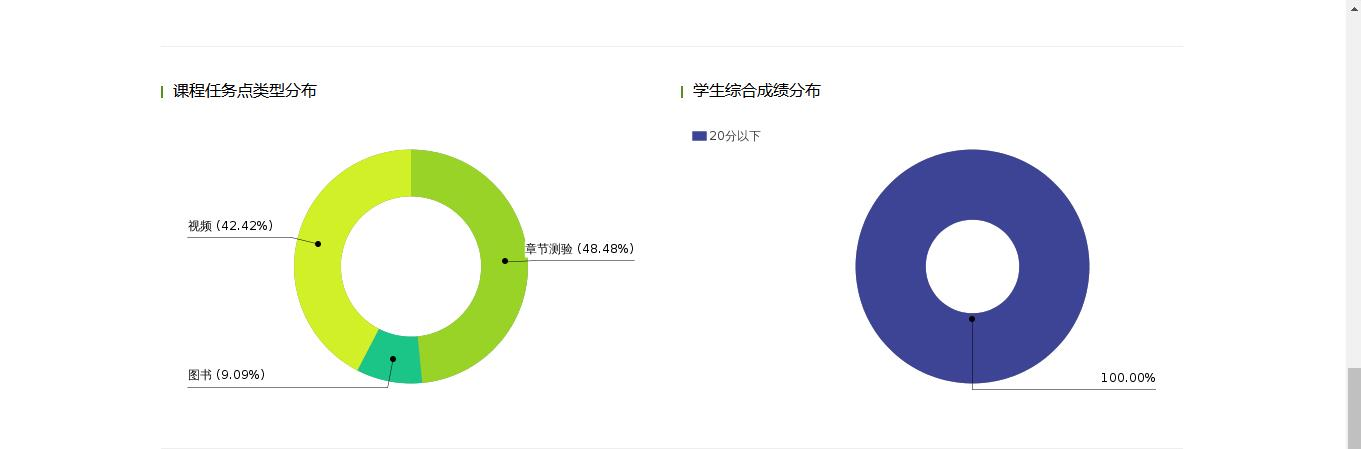 课程任务点类型分布
视频 (42.42%)
章节测验 (48.48%)
图书 (9.09%)
学生综合成绩分布
20分以下
100.00%